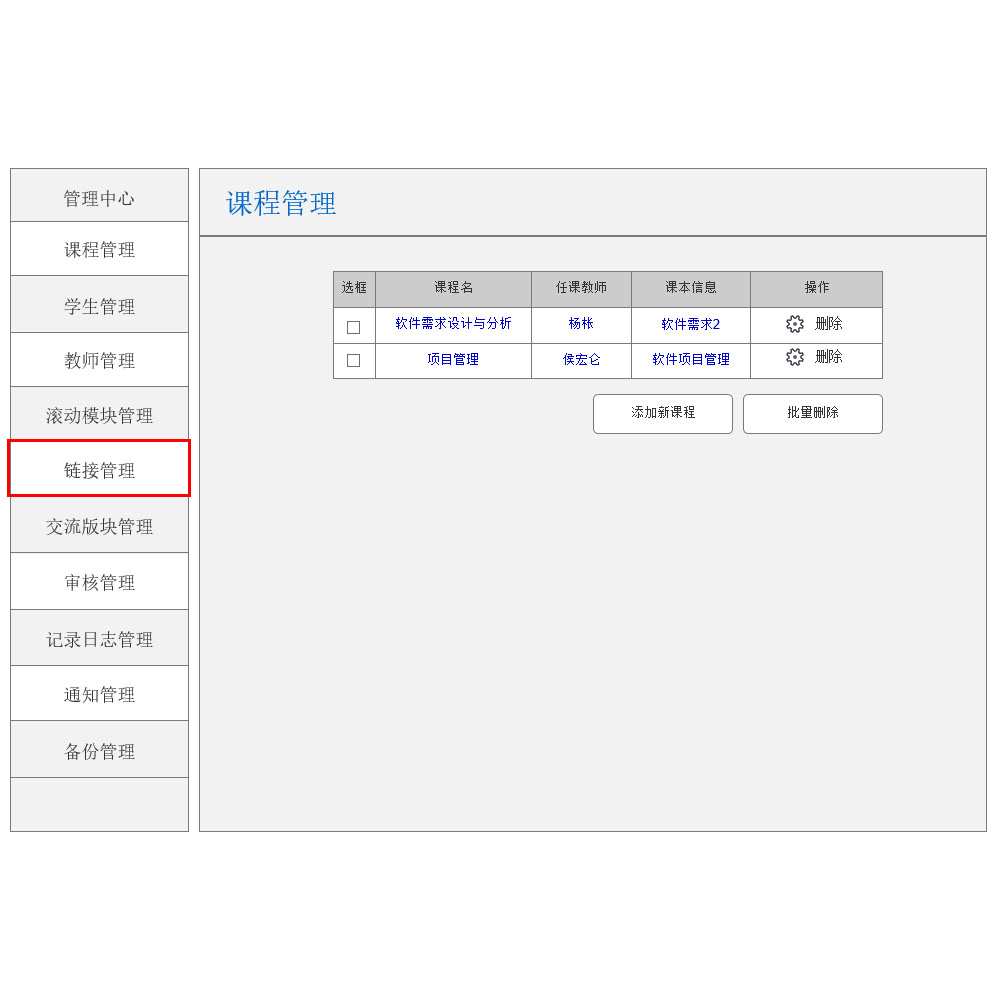 管理中心
课程管理
学生管理
教师管理
滚动模块管理
链接管理
交流版块管理
审核管理
记录日志管理
通知管理
备份管理
课程管理
选框 课程名 任课教师 课本信息 操作
软件需求设计与分析 杨枨 软件需求2 删除
项目管理 侯宏仑 软件项目管理 删除
添加新课程 批量删除